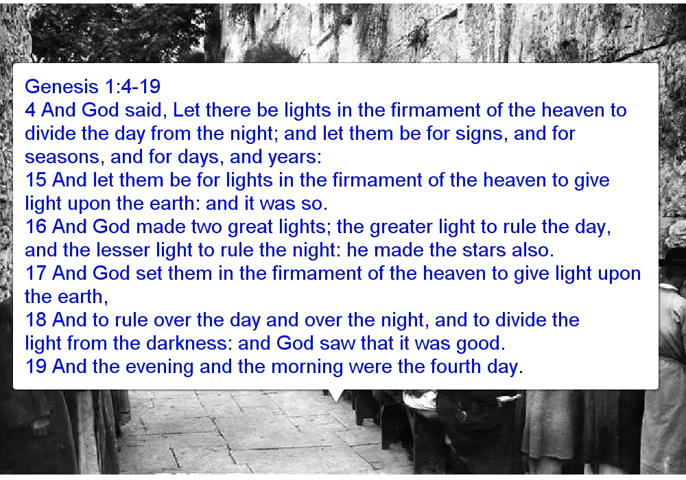 Genesis 1:4-19
4 And God said, Let there be lights in the firmament of the heaven to
divide the day from the night; and let them be for signs, and for
seasons, and for days, and years:
15 And let them be for lights in the firmament of the heaven to give
light upon the earth: and it was so.
16 And God made two great lights; the greater light to rule the day,
and the lesser light to rule the night: he made the stars also.
17 And God set them in the firmament of the heaven to give light upon
the earth,
18 And to rule over the day and over the night, and to divide the
light from the darkness: and God saw that it was good.
19 And the evening and the morning were the fourth day.